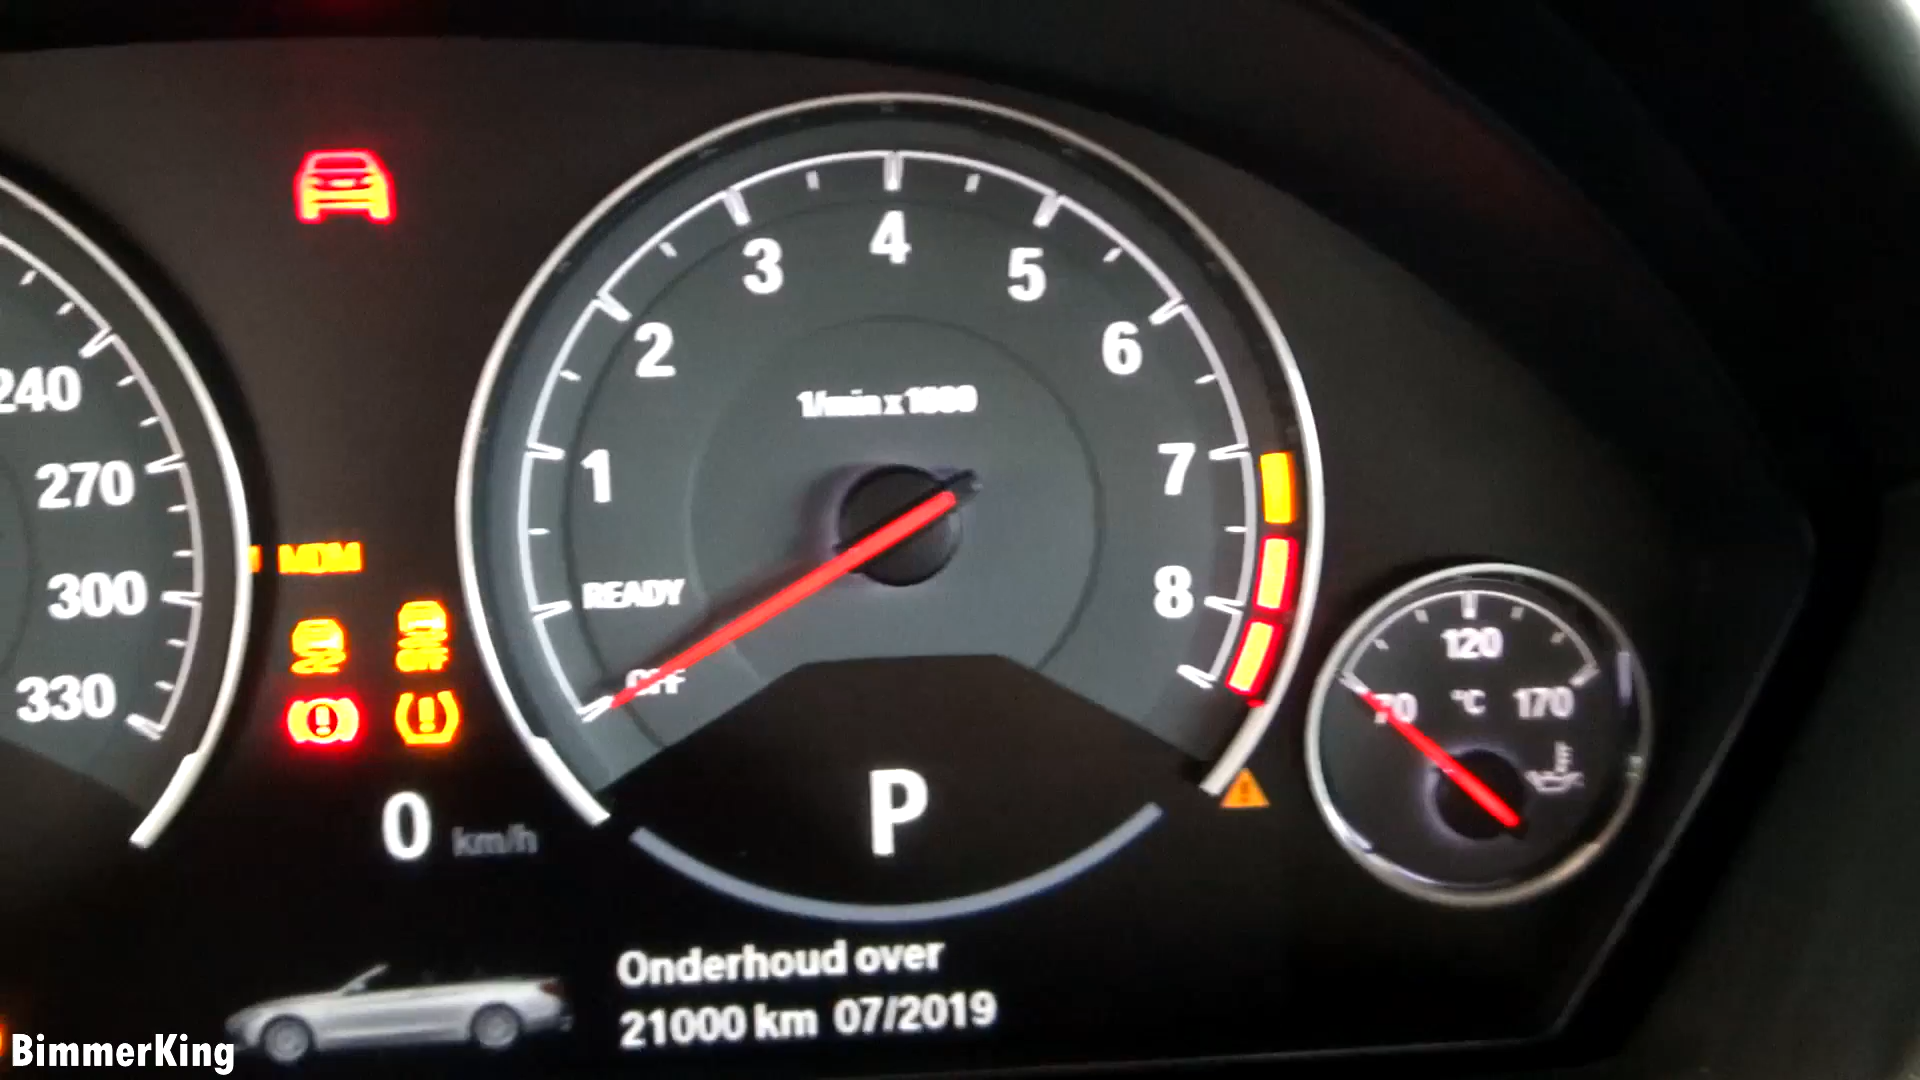 240
270
300
330
MDM
1
2
3
4
5
6
7
8
1/min x 1000
READY
OFF
P
0 km/h
70
120
170
°C
Onderhoud over
21000 km 07/2019
BimmerKing